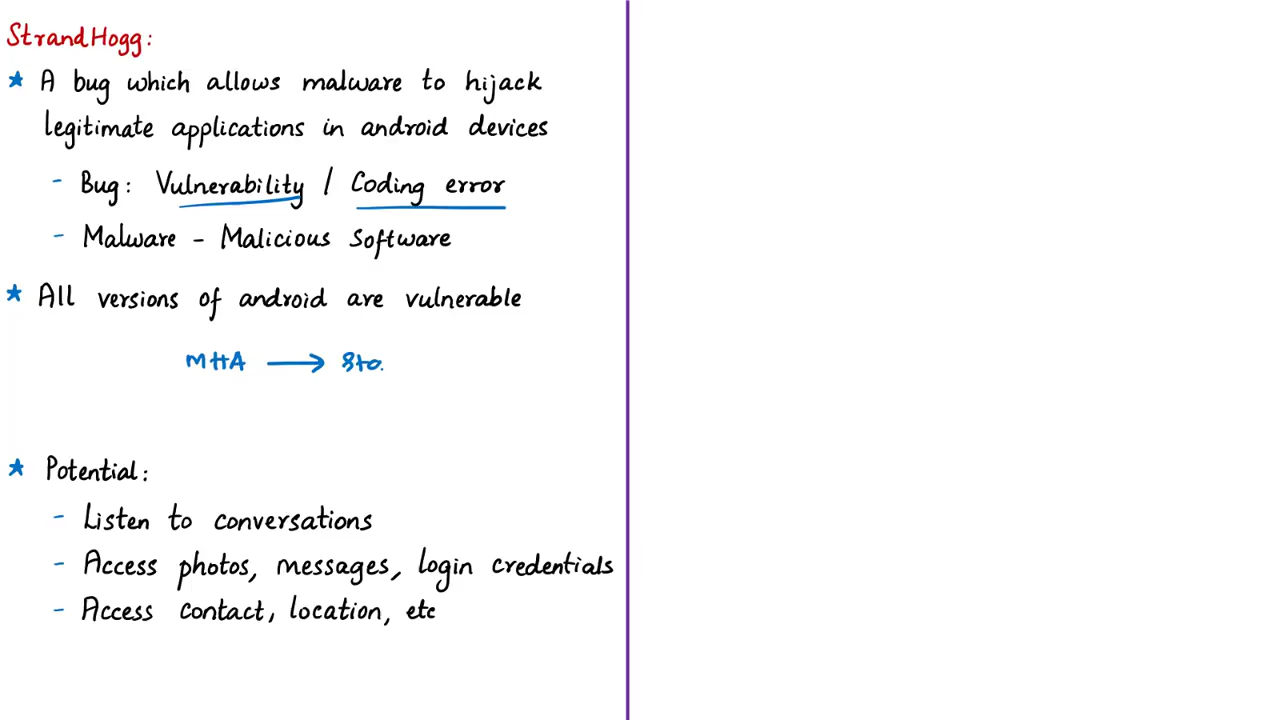 StrandHogg:
* A bug which allows malware to hijack
legitimate applications in android devices
- Bug: Vulnerability / Coding error
- Malware - Malicious Software
* All versions of android are vulnerable
MHA → Sto
* Potential:
- Listen to conversations
- Access photos, messages, login credentials
- Access contact, location, etc